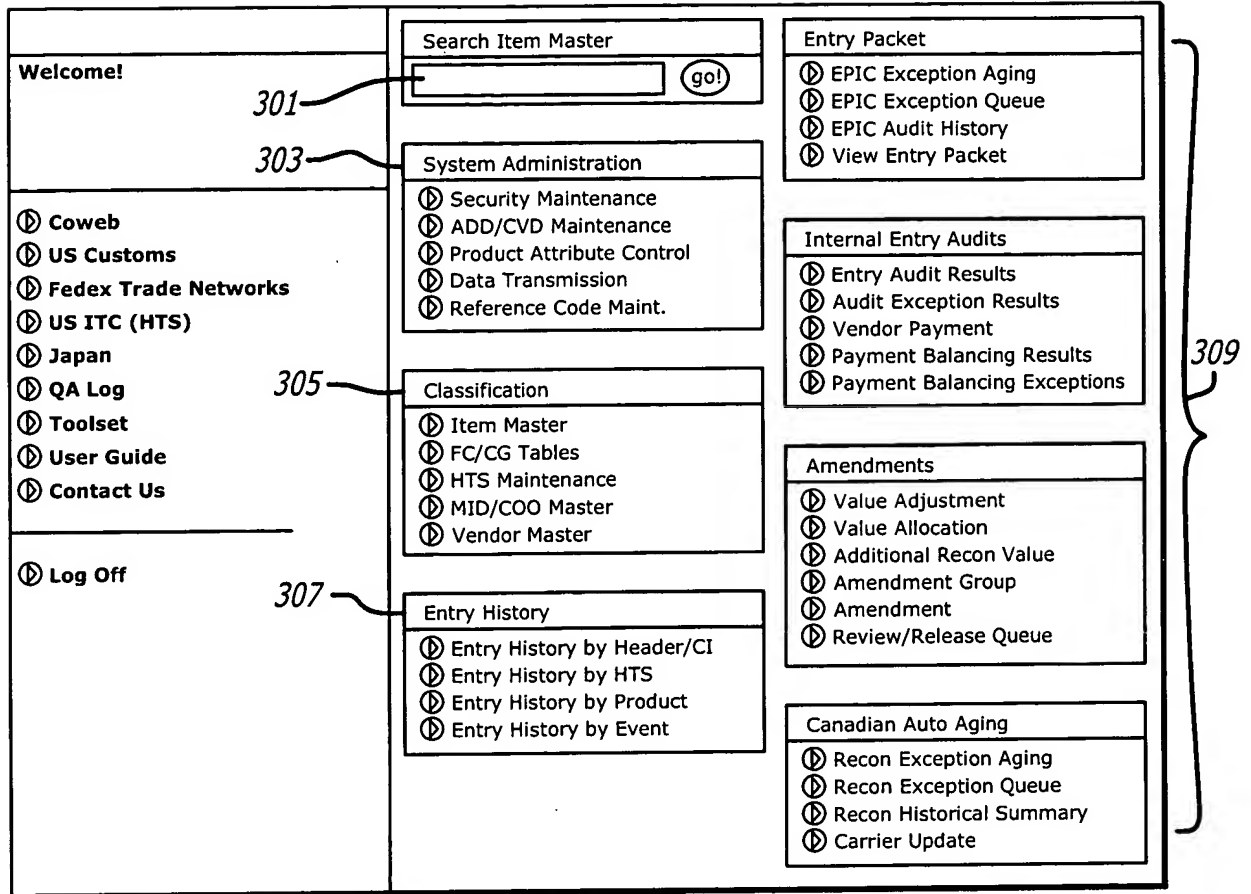 Welcome!
Coweb
US Customs
Fedex Trade Networks
US ITC (HTS)
Japan
QA Log
Toolset
User Guide
Contact Us
Log Off
301
Search Item Master
go!
303
System Administration
Security Maintenance
ADD/CVD Maintenance
Product Attribute Control
Data Transmission
Reference Code Maint.
305
Classification
Item Master
FC/CG Tables
HTS Maintenance
MID/COO Master
Vendor Master
307
Entry History
Entry History by Header/CI
Entry History by HTS
Entry History by Product
Entry History by Event
Entry Packet
EPIC Exception Aging
EPIC Exception Queue
EPIC Audit History
View Entry Packet
Internal Entry Audits
Entry Audit Results
Audit Exception Results
Vendor Payment
Payment Balancing Results
Payment Balancing Exceptions
Amendments
Value Adjustment
Value Allocation
Additional Recon Value
Amendment Group
Amendment
Review/Release Queue
Canadian Auto Aging
Recon Exception Aging
Recon Exception Queue
Recon Historical Summary
Carrier Update
309